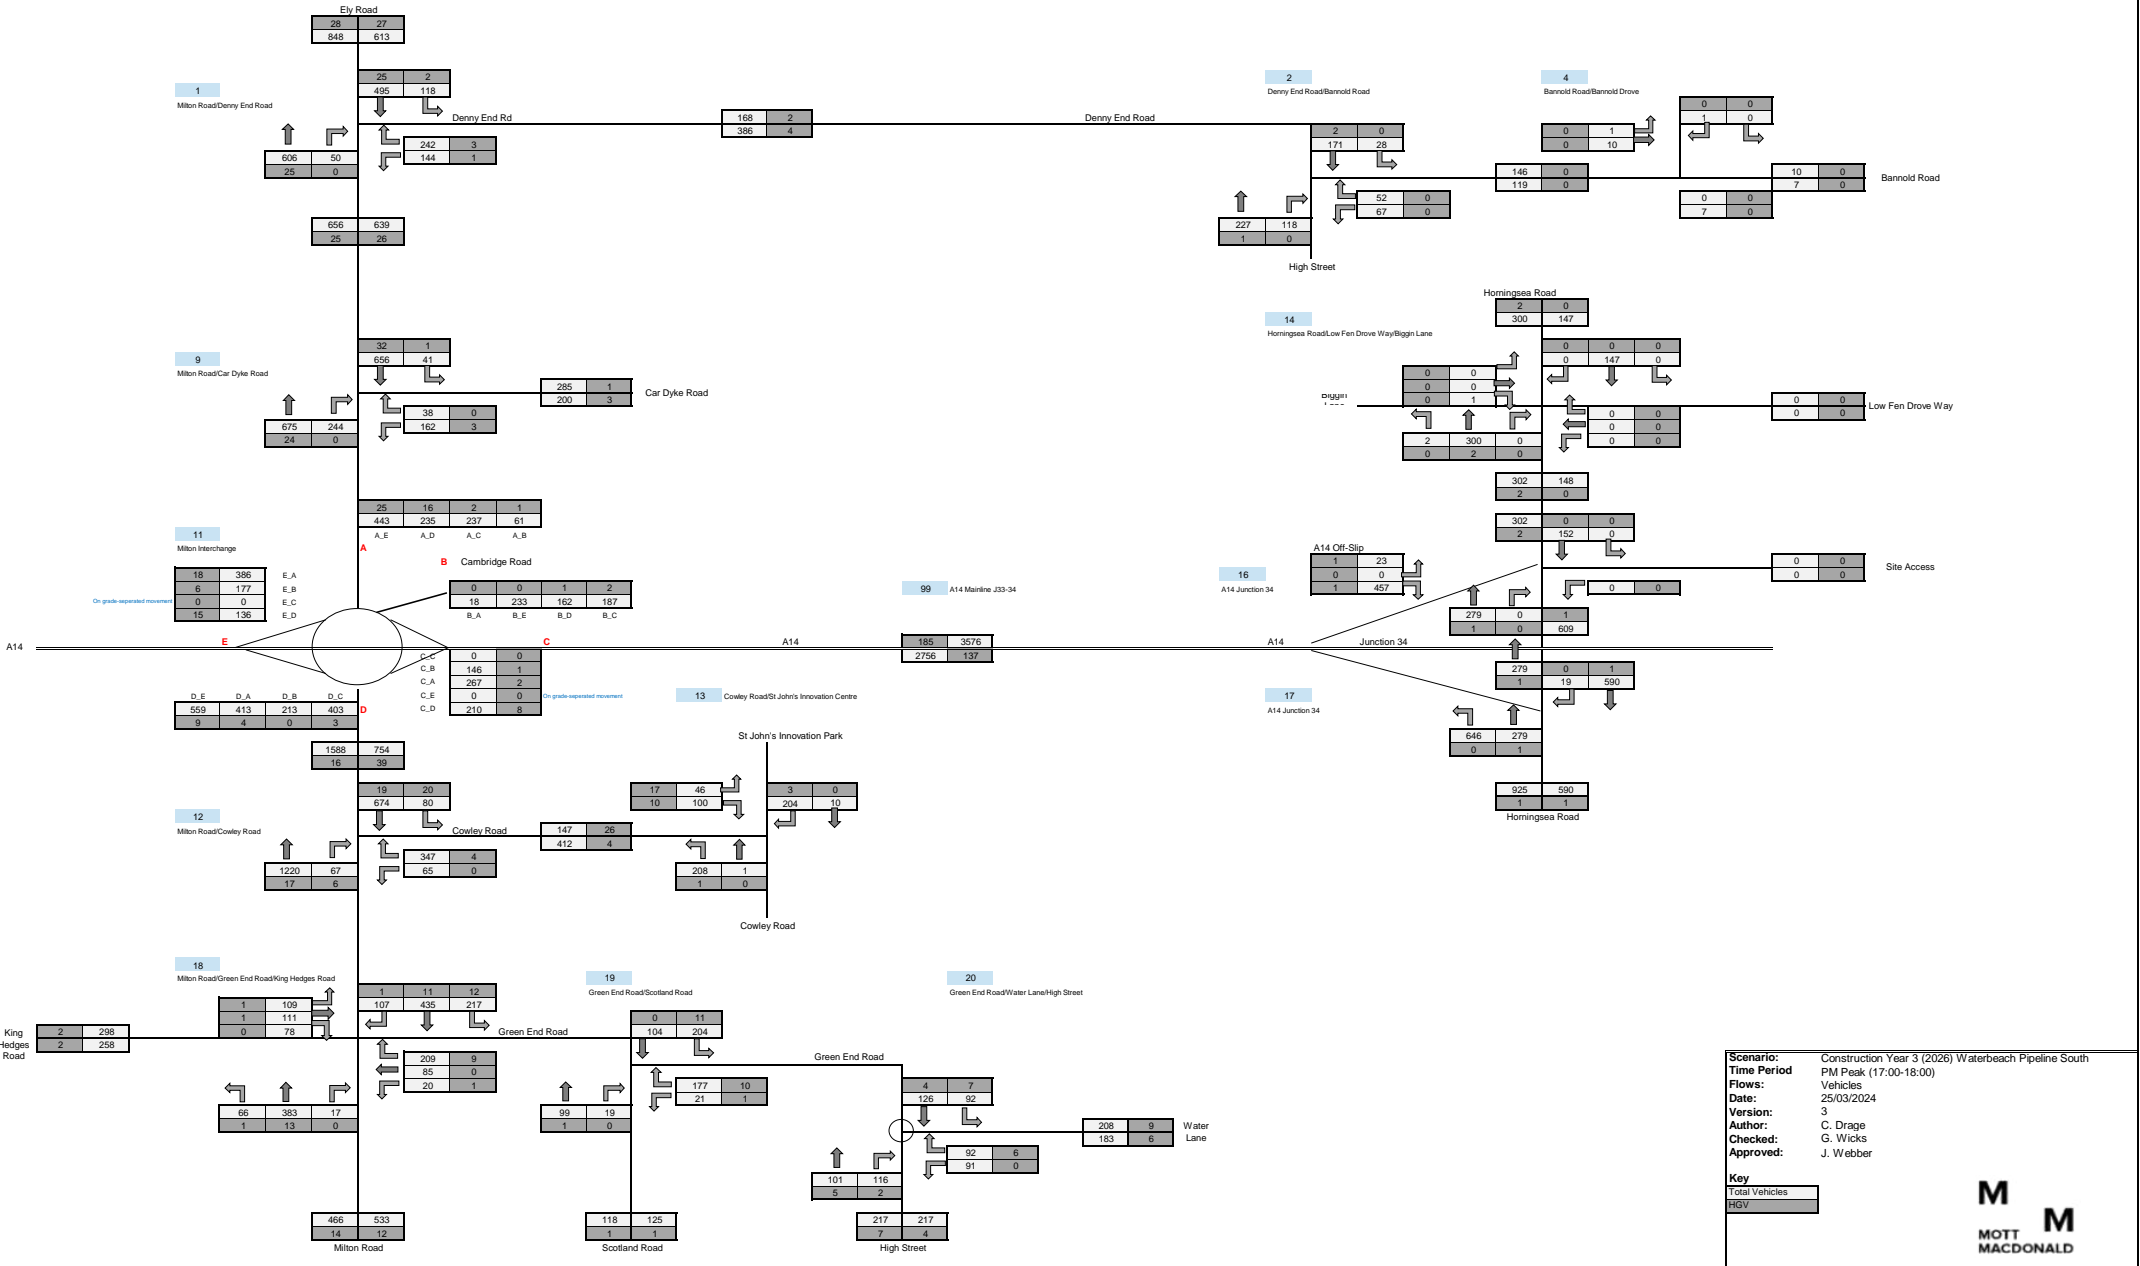 Ely Road
28 27
848 613
25 2
495 118
1
Milton Road/Denny End Road
Denny End Rd
606 50
25 0
242 3
144 1
168 2
386 4
Denny End Road
2
Denny End Road/Bannold Road
2 0
171 28
227 118
1 0
52 0
67 0
High Street
4
Bannold Road/Bannold Drove
0 0
1 0
0 1
0 10
146 0
119 0
10 0
7 0
Bannold Road
0 0
7 0
656 639
25 26
9
Milton Road/Car Dyke Road
32 1
656 41
675 244
24 0
38 0
162 3
285 1
200 3
Car Dyke Road
14
Horningsea Road/Low Fen Drove Way/Biggin Lane
Horningsea Road
2 0
300 147
0 0 0
0 147 0
0 0
0 0
0 1
Biggin
2 300 0
0 2 0
0 0
0 0
0 0
0 0
0 0
Low Fen Drove Way
302 148
2 0
11
Milton Interchange
25 16 2 1
443 235 237 61
A_E A_D A_C A_B
A
B Cambridge Road
18 386 E_A
6 177 E_B
On grade-seperated movement 0 0 E_C
15 136 E_D
0 0 1 2
18 233 162 187
B_A B_E B_D B_C
E
C
A14
A14
99 A14 Mainline J33-34
185 3576
2756 137
C_C 0 0
C_B 146 1
C_A 267 2
C_E 0 0 On grade-seperated movement
C_D 210 8
D_E D_A D_B D_C
559 413 213 403
9 4 0 3
D
1588 754
16 39
16
A14 Junction 34
A14 Off-Slip
1 23
0 0
1 457
302 0 0
2 152 0
0 0
0 0
Site Access
0 0
279 0 1
1 0 609
A14 Junction 34
279 0 1
1 19 590
17
A14 Junction 34
646 279
0 1
925 590
1 1
Horningsea Road
12
Milton Road/Cowley Road
19 20
674 80
1220 67
17 6
Cowley Road
347 4
65 0
147 26
412 4
13 Cowley Road/St John's Innovation Centre
St John's Innovation Park
17 46
10 100
3 0
204 10
208 1
1 0
Cowley Road
18
Milton Road/Green End Road/King Hedges Road
1 109
1 111
0 78
1 11 12
107 435 217
King
Hedges
Road
2 298
2 258
Green End Road
209 9
85 0
20 1
66 383 17
1 13 0
466 533
14 12
Milton Road
19
Green End Road/Scotland Road
0 11
104 204
177 10
21 1
99 19
1 0
118 125
1 1
Scotland Road
Green End Road
20
Green End Road/Water Lane/High Street
4 7
126 92
92 6
91 0
208 9
183 6
Water
Lane
101 116
5 2
217 217
7 4
High Street
Scenario: Construction Year 3 (2026) Waterbeach Pipeline South
Time Period PM Peak (17:00-18:00)
Flows: Vehicles
Date: 25/03/2024
Version: 3
Author: C. Drage
Checked: G. Wicks
Approved: J. Webber
Key
Total Vehicles
HGV
M
M
MOTT
MACDONALD